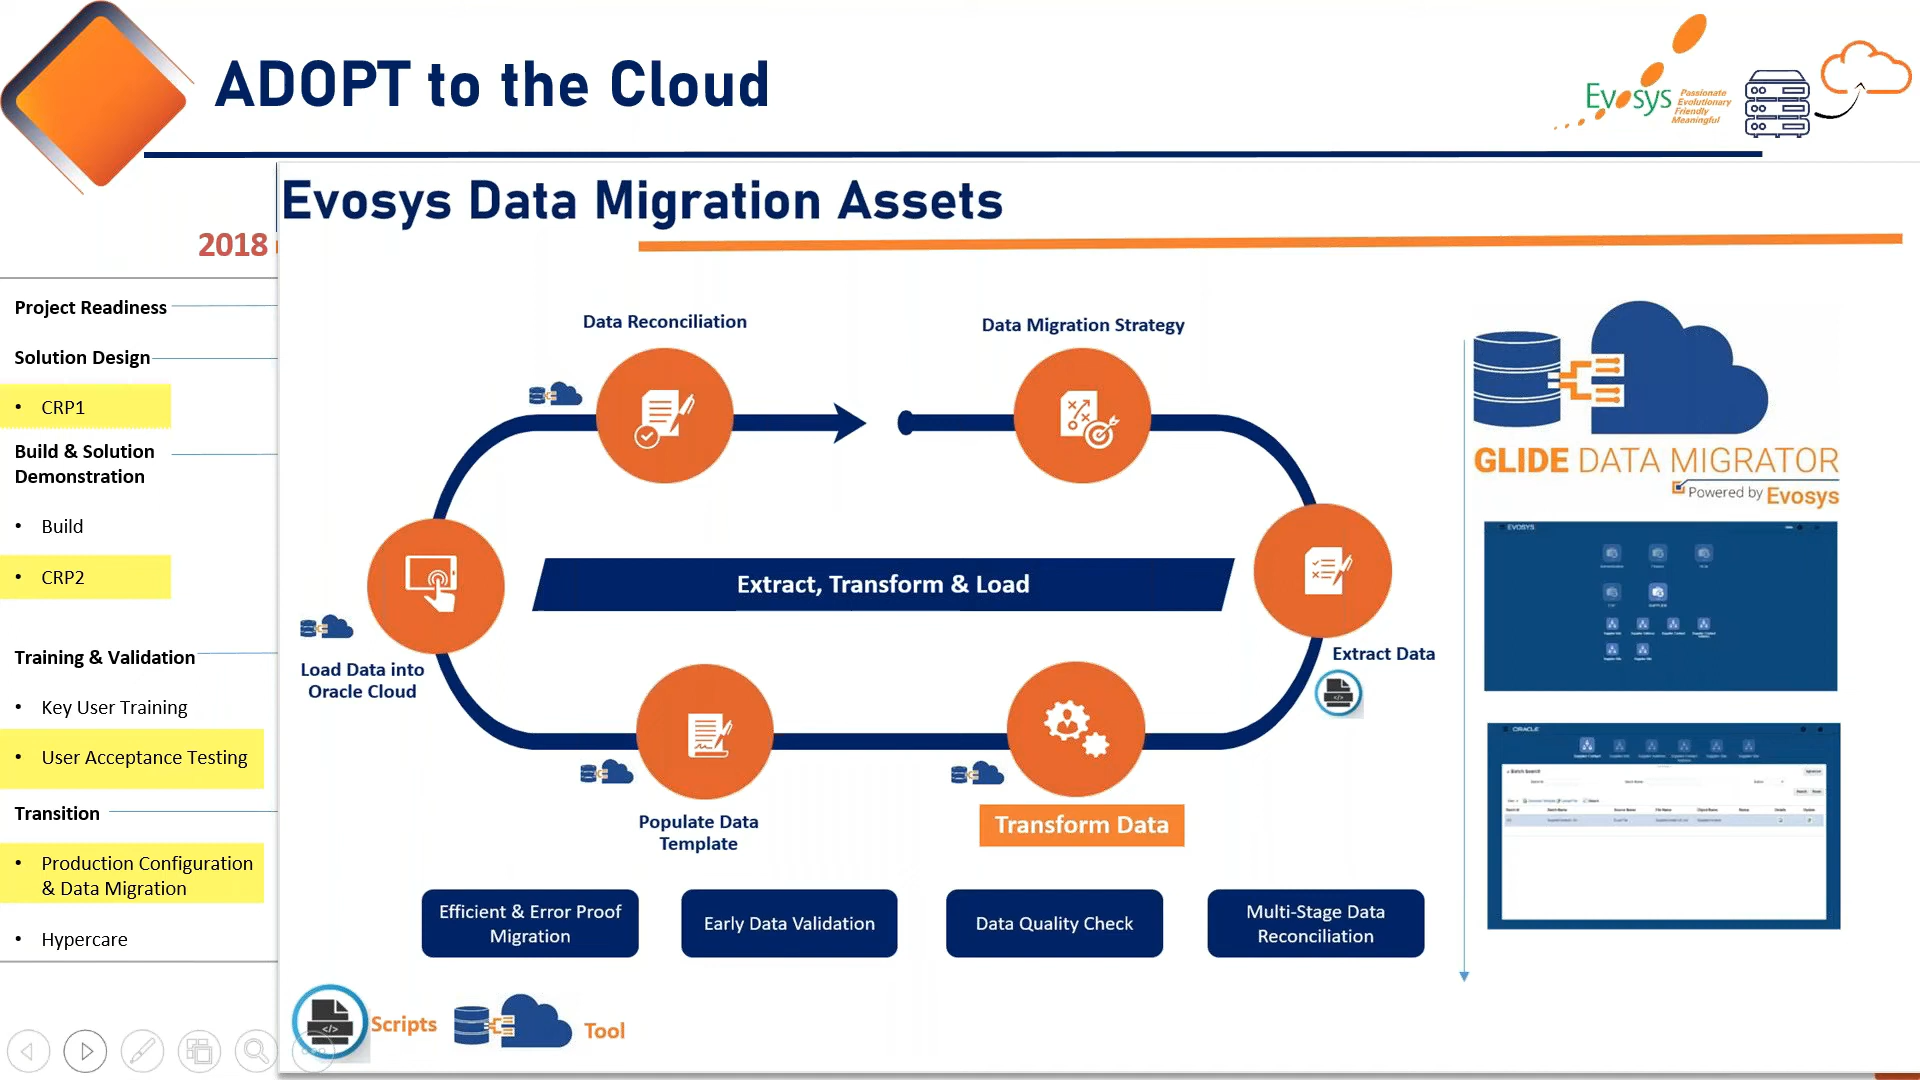 ADOPT to the Cloud
Evosys
Passionate
Evolutionary
Friendly
Meaningful
Evosys Data Migration Assets
2018
Project Readiness
Solution Design
• CRP1
Build & Solution
Demonstration
• Build
• CRP2
Training & Validation
• Key User Training
• User Acceptance Testing
Transition
• Production Configuration
& Data Migration
• Hypercare
Data Reconciliation
Data Migration Strategy
Extract, Transform & Load
Load Data into
Oracle Cloud
Extract Data
Populate Data
Template
Transform Data
Efficient & Error Proof
Migration
Early Data Validation
Data Quality Check
Multi-Stage Data
Reconciliation
Scripts
Tool
GLIDE DATA MIGRATOR
Powered by Evosys
EVOSYS
ORACLE
Batch Search